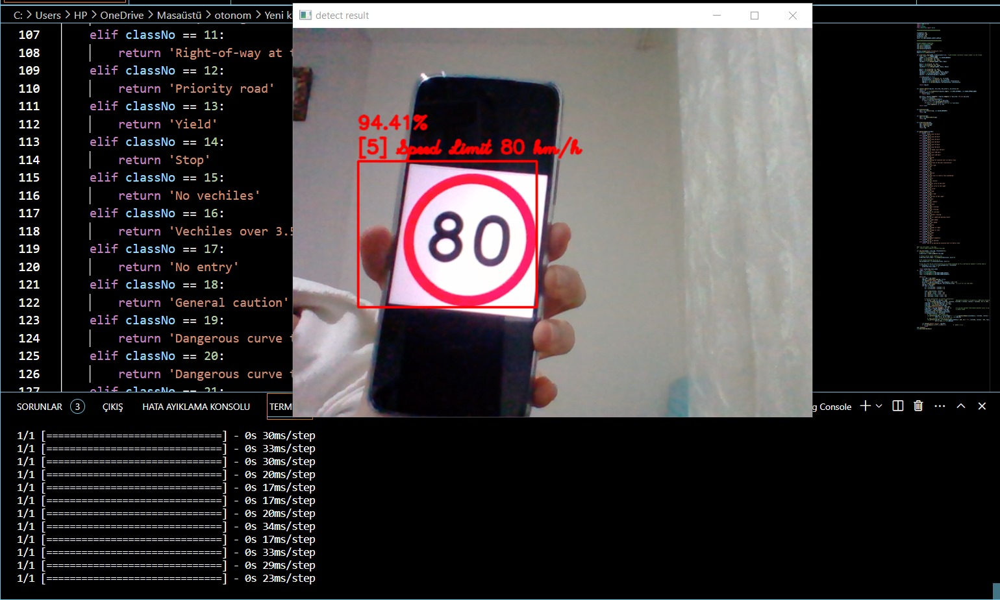 C: > Users > HP > OneDrive > Masaüstü > otonom > Yeni k
detect result
107 elif classNo == 11:
108 return 'Right-of-way at t
109 elif classNo == 12:
110 return 'Priority road'
111 elif classNo == 13:
112 return 'Yield'
113 elif classNo == 14:
114 return 'Stop'
115 elif classNo == 15:
116 return 'No vechiles'
117 elif classNo == 16:
118 return 'Vechiles over 3.5
119 elif classNo == 17:
120 return 'No entry'
121 elif classNo == 18:
122 return 'General caution'
123 elif classNo == 19:
124 return 'Dangerous curve t
125 elif classNo == 20:
126 return 'Dangerous curve t
127 elif classNo == 21:
94.41%
[5] Speed Limit 80 km/h
80
SORUNLAR 3 ÇIKIŞ HATA AYIKLAMA KONSOLU TERM
g Console
1/1 [==============================] - 0s 30ms/step
1/1 [==============================] - 0s 33ms/step
1/1 [==============================] - 0s 30ms/step
1/1 [==============================] - 0s 20ms/step
1/1 [==============================] - 0s 17ms/step
1/1 [==============================] - 0s 17ms/step
1/1 [==============================] - 0s 20ms/step
1/1 [==============================] - 0s 34ms/step
1/1 [==============================] - 0s 17ms/step
1/1 [==============================] - 0s 33ms/step
1/1 [==============================] - 0s 29ms/step
1/1 [==============================] - 0s 23ms/step